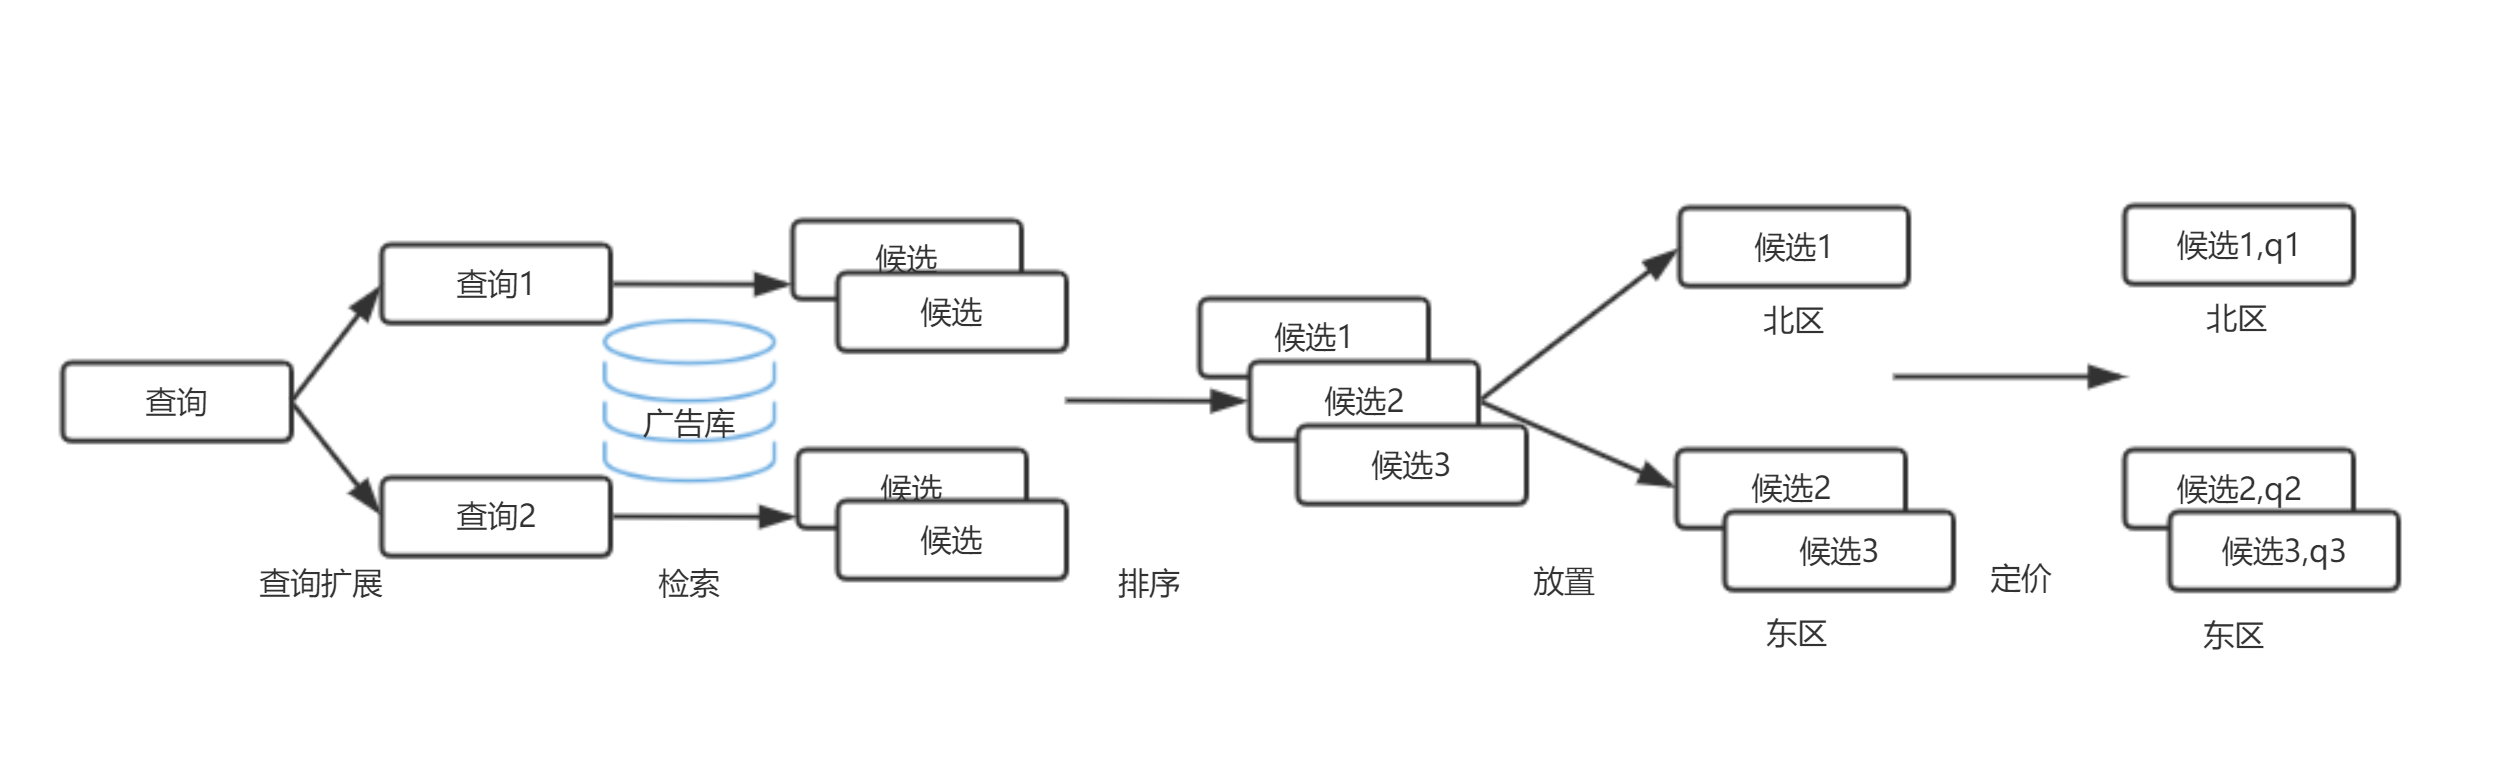 查询
查询1
查询2
查询扩展
广告库
检索
候选
候选
候选
候选
排序
候选1
候选2
候选3
放置
候选1
北区
候选2
候选3
东区
定价
候选1,q1
北区
候选2,q2
候选3,q3
东区